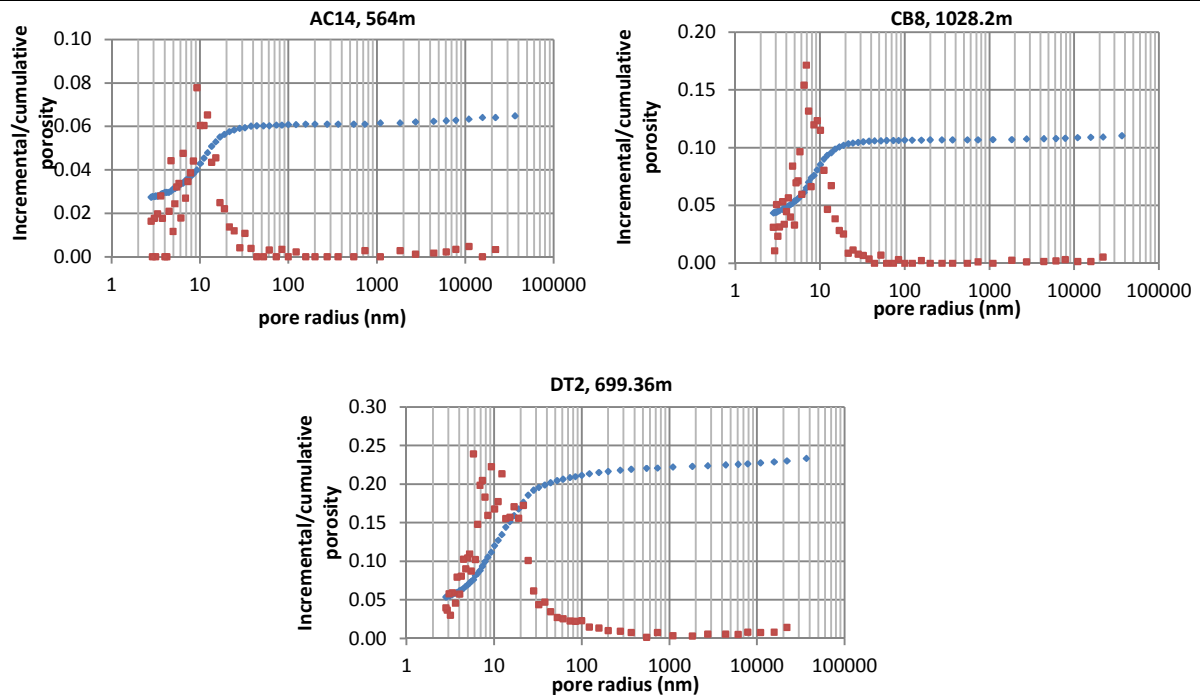 AC14, 564m
Incremental/cumulative
porosity
0.10
0.08
0.06
0.04
0.02
0.00
1 10 100 1000 10000 100000
pore radius (nm)
CB8, 1028.2m
Incremental/cumulative
porosity
0.20
0.15
0.10
0.05
0.00
1 10 100 1000 10000 100000
pore radius (nm)
DT2, 699.36m
Incremental/cumulative
porosity
0.30
0.25
0.20
0.15
0.10
0.05
0.00
1 10 100 1000 10000 100000
pore radius (nm)